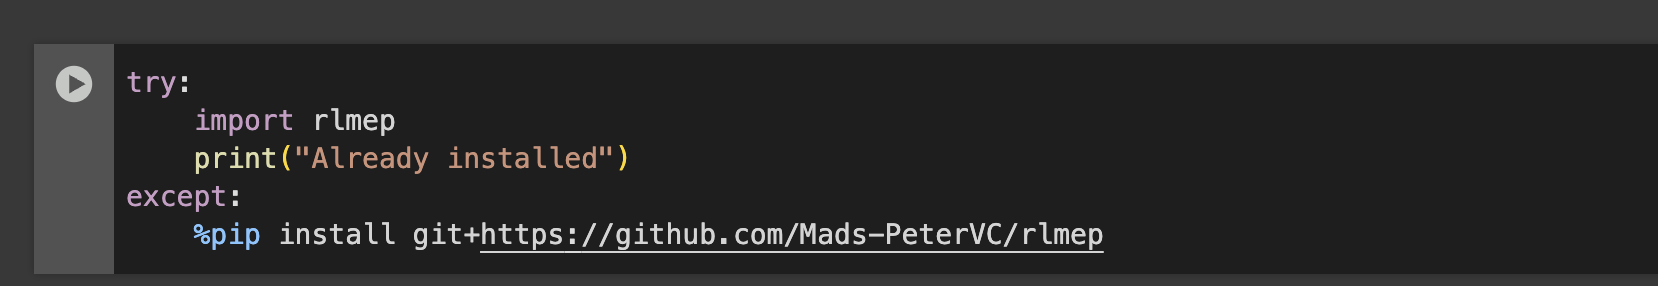 try:
    import rlmep
    print("Already installed")
except:
    %pip install git+https://github.com/Mads-PeterVC/rlmep